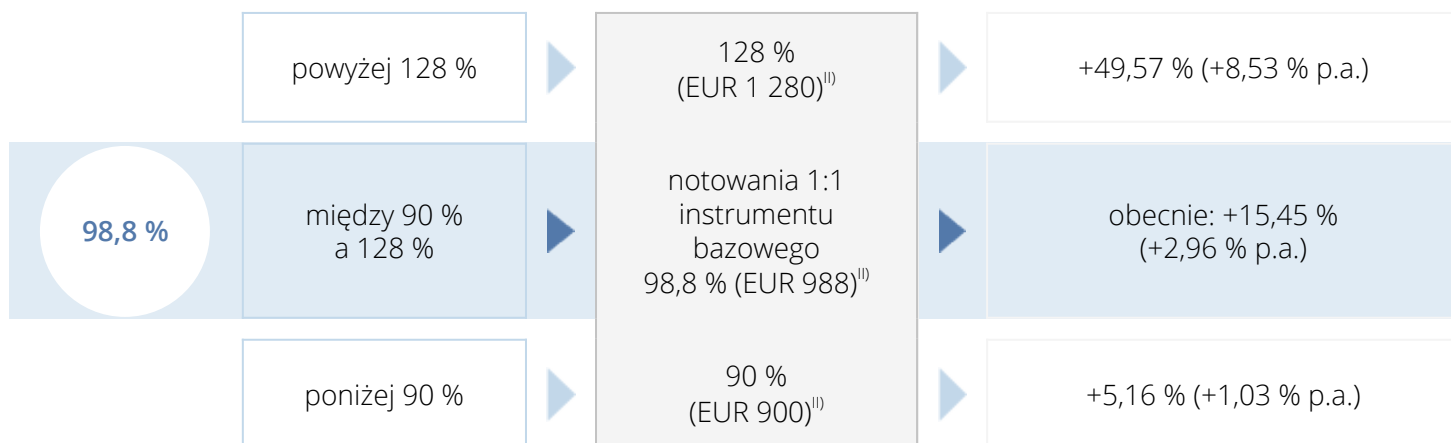 powyżej 128 %
128 %
(EUR 1 280)II)
+49,57 % (+8,53 % p.a.)
98,8 %
między 90 %
a 128 %
notowania 1:1
instrumentu
bazowego
98,8 % (EUR 988)II)
obecnie: +15,45 %
(+2,96 % p.a.)
poniżej 90 %
90 %
(EUR 900)II)
+5,16 % (+1,03 % p.a.)